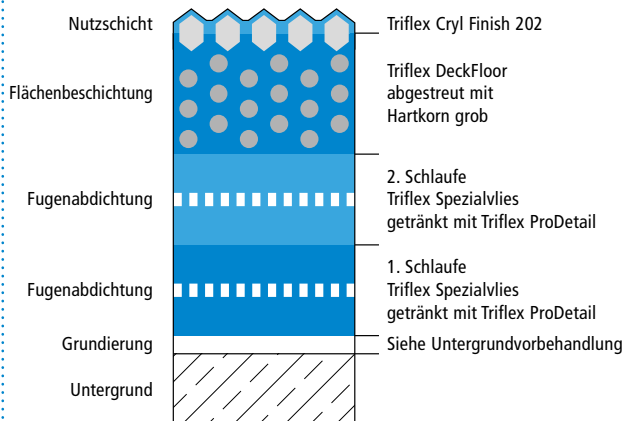 Nutzschicht
Triflex Cryl Finish 202
Flächenbeschichtung
Triflex DeckFloor
abgestreut mit
Hartkorn grob
Fugenabdichtung
2. Schlaufe
Triflex Spezialvlies
getränkt mit Triflex ProDetail
Fugenabdichtung
1. Schlaufe
Triflex Spezialvlies
getränkt mit Triflex ProDetail
Grundierung
Siehe Untergrundvorbehandlung
Untergrund